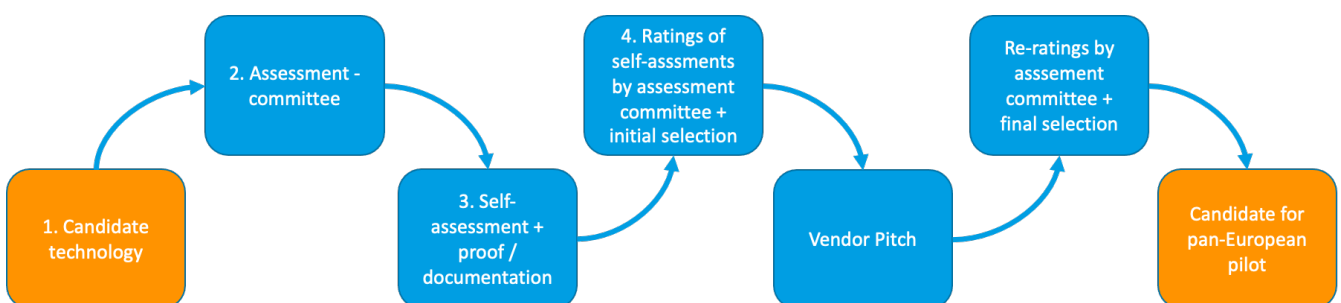 1. Candidate
technology
2. Assessment -
committee
3. Self-
assessment +
proof /
documentation
4. Ratings of
self-asssments
by assessment
committee +
initial selection
Vendor Pitch
Re-ratings by
asssement
committee +
final selection
Candidate for
pan-European
pilot